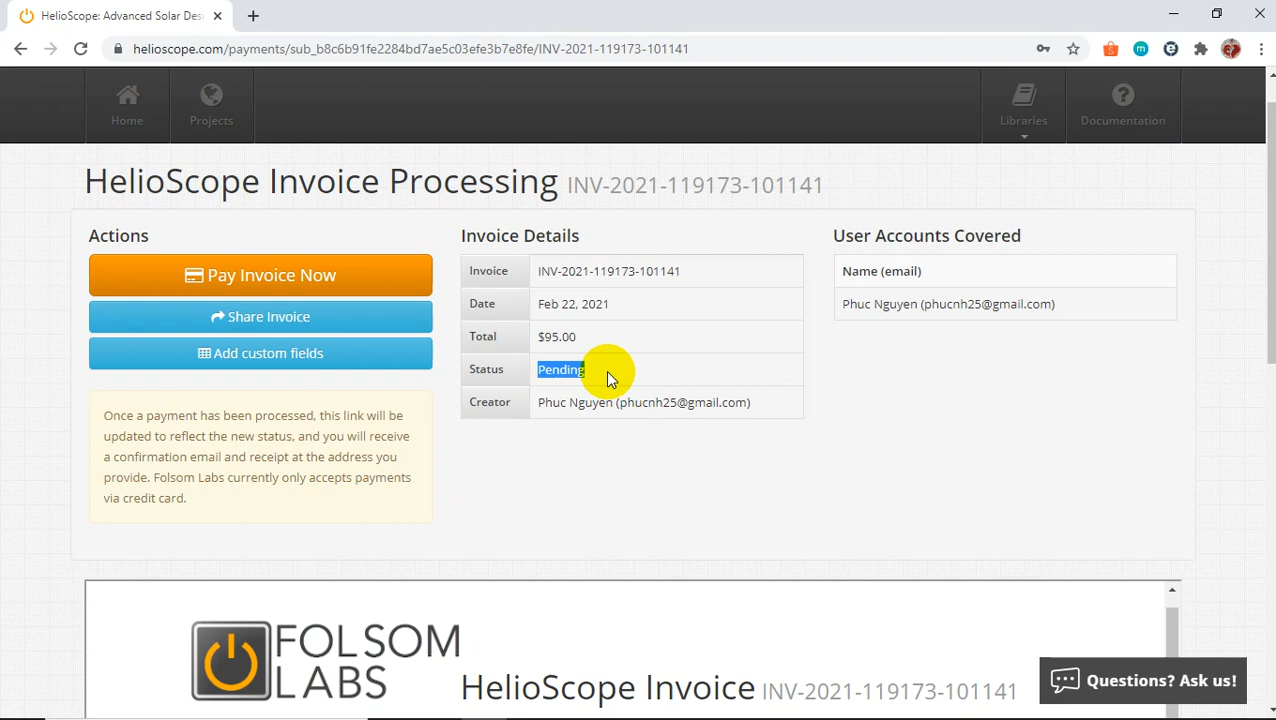 HelioScope: Advanced Solar Des
helioscope.com/payments/sub_b8c6b91fe2284bd7ae5c03efe3b7e8fe/INV-2021-119173-101141
Home
Projects
Libraries
Documentation
HelioScope Invoice Processing INV-2021-119173-101141
Actions
Pay Invoice Now
Share Invoice
Add custom fields
Once a payment has been processed, this link will be
updated to reflect the new status, and you will receive
a confirmation email and receipt at the address you
provide. Folsom Labs currently only accepts payments
via credit card.
Invoice Details
Invoice INV-2021-119173-101141
Date Feb 22, 2021
Total $95.00
Status Pending
Creator Phuc Nguyen (phucnh25@gmail.com)
User Accounts Covered
Name (email)
Phuc Nguyen (phucnh25@gmail.com)
FOLSOM
LABS
HelioScope Invoice INV-2021-119173-101141
Questions? Ask us!